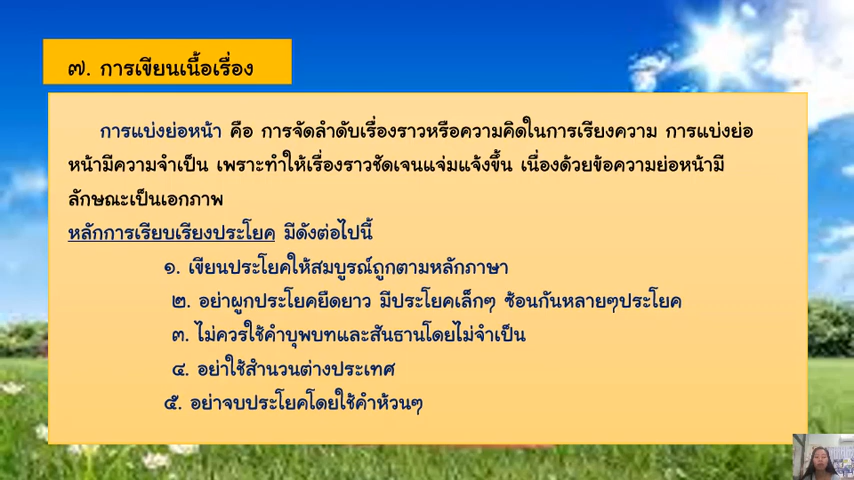 ๗. การเขียนเนื้อเรื่อง
การแบ่งย่อหน้า คือ การจัดลำดับเรื่องราวหรือความคิดในการเรียงความ การแบ่งย่อ
หน้ามีความจำเป็น เพราะทำให้เรื่องราวชัดเจนแจ่มแจ้งขึ้น เนื่องด้วยข้อความย่อหน้ามี
ลักษณะเป็นเอกภาพ
หลักการเรียบเรียงประโยค มีดังต่อไปนี้
๑. เขียนประโยคให้สมบูรณ์ถูกตามหลักภาษา
๒. อย่าผูกประโยคยืดยาว มีประโยคเล็กๆ ซ้อนกันหลายๆประโยค
๓. ไม่ควรใช้คำบุพบทและสันธานโดยไม่จำเป็น
๔. อย่าใช้สำนวนต่างประเทศ
๕. อย่าจบประโยคโดยใช้คำห้วนๆ